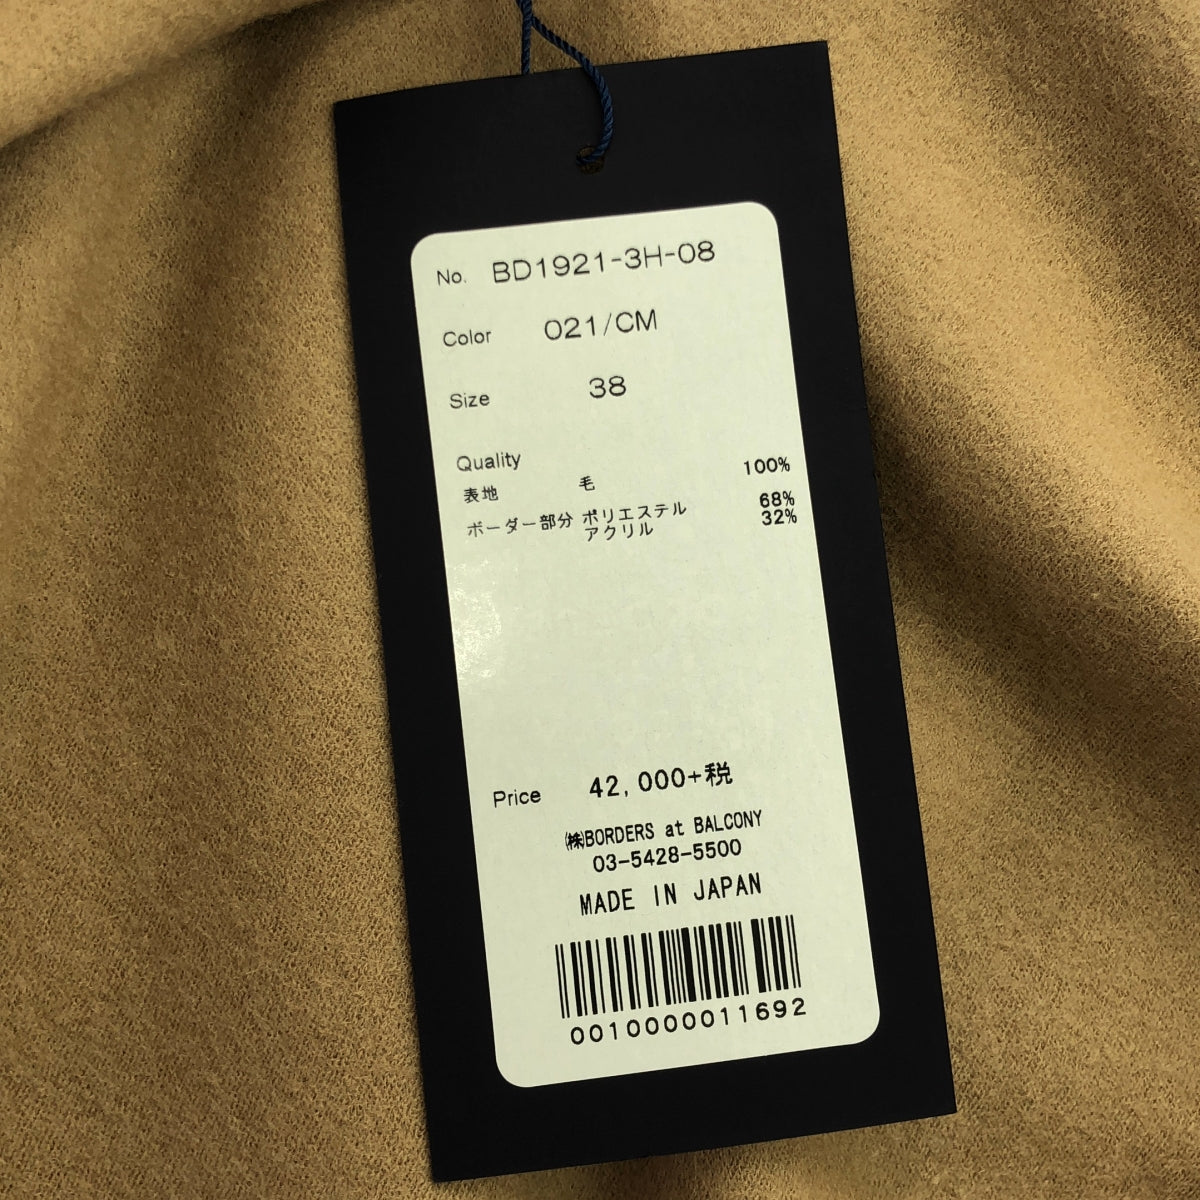 No. BD1921-3H-08
Color 021/CM
Size 38
Quality
表地 毛 100%
ボーダー部分 ポリエステル 68%
アクリル 32%
Price 42,000+税
㈱BORDERS at BALCONY
03-5428-5500
MADE IN JAPAN
0010000011692